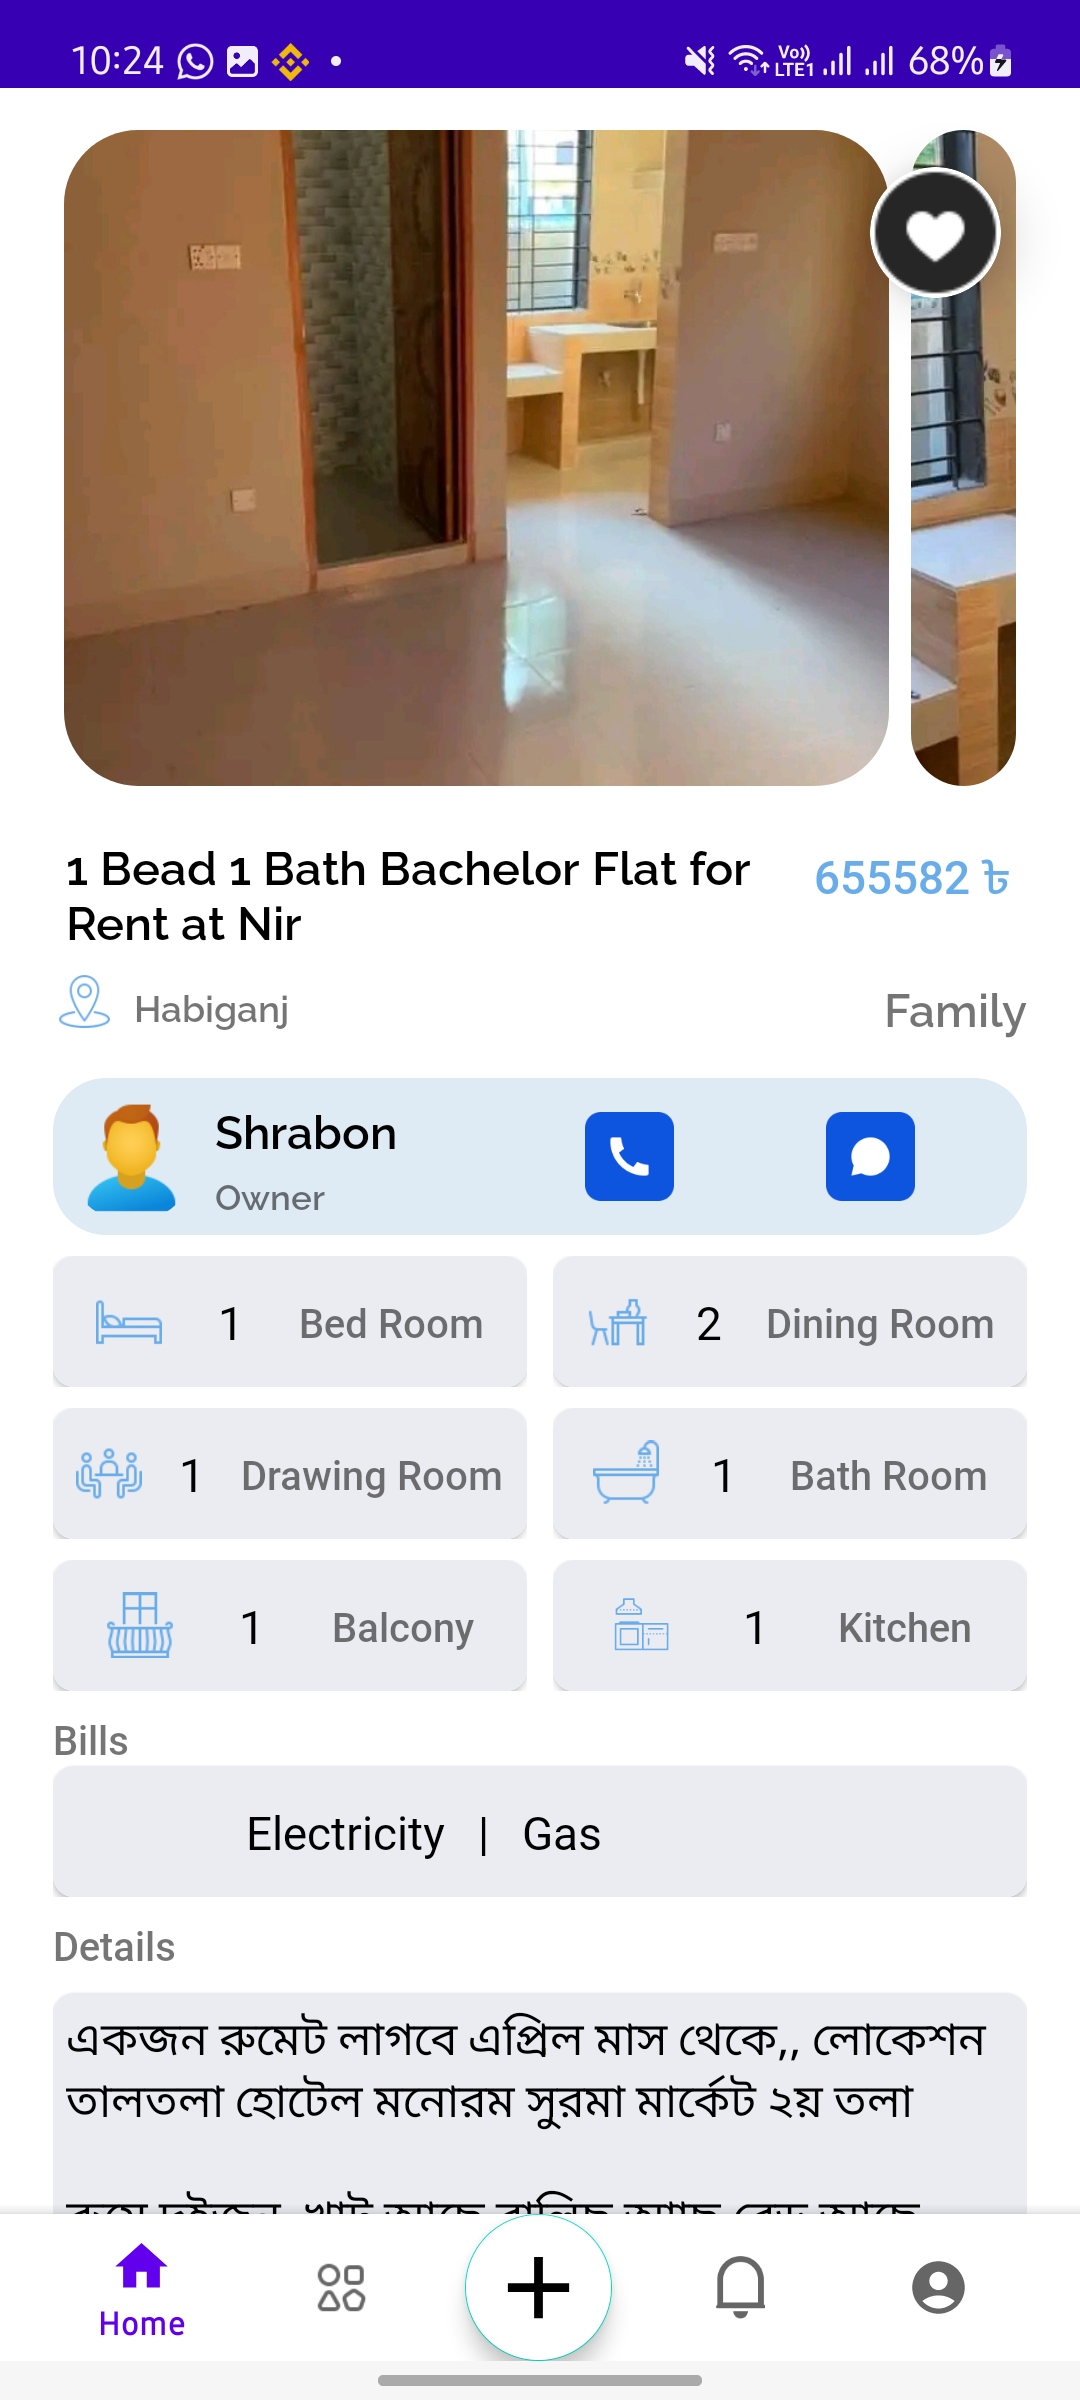 10:24
Vo)) LTE1
68%
1 Bead 1 Bath Bachelor Flat for
Rent at Nir
655582 ৳
Habiganj
Family
Shrabon
Owner
1 Bed Room
2 Dining Room
1 Drawing Room
1 Bath Room
1 Balcony
1 Kitchen
Bills
Electricity | Gas
Details
একজন রুমেট লাগবে এপ্রিল মাস থেকে,, লোকেশন
তালতলা হোটেল মনোরম সুরমা মার্কেট ২য় তলা
Home